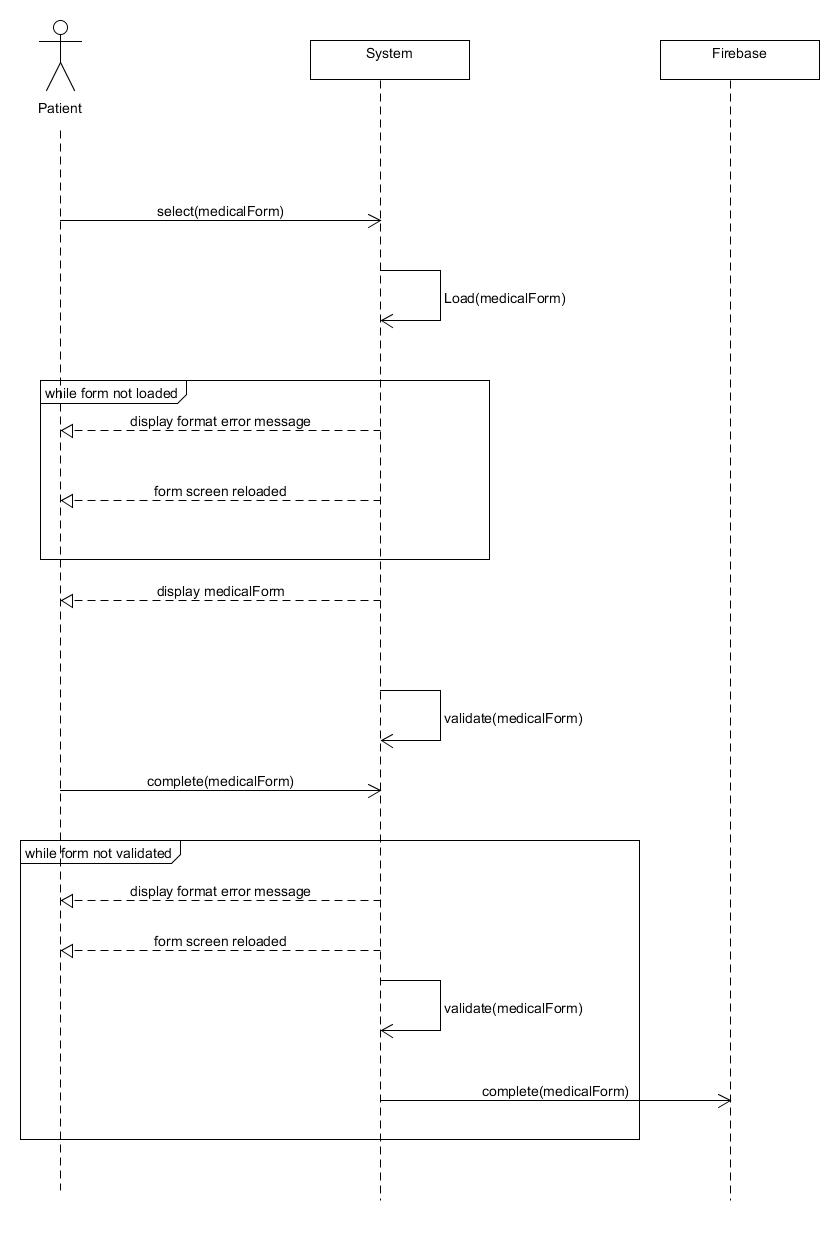 System
Firebase
Patient
select(medicalForm)
Load(medicalForm)
while form not loaded
display format error message
form screen reloaded
display medicalForm
validate(medicalForm)
complete(medicalForm)
while form not validated
display format error message
form screen reloaded
validate(medicalForm)
complete(medicalForm)